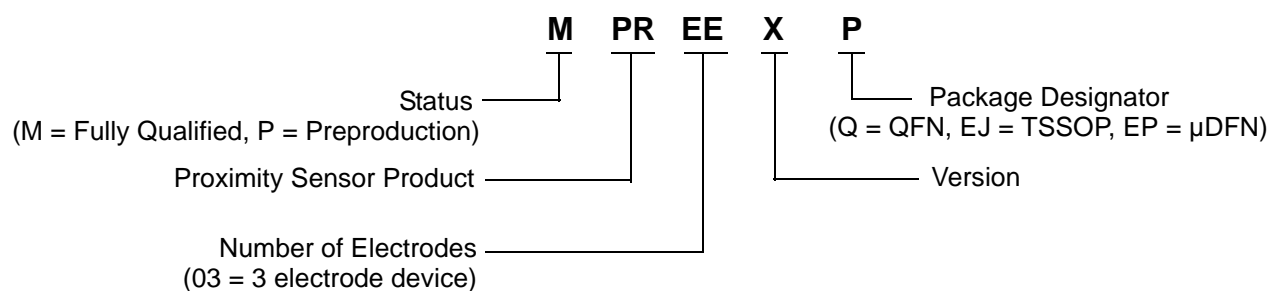 M PR EE X P
Status
(M = Fully Qualified, P = Preproduction)
Package Designator
(Q = QFN, EJ = TSSOP, EP = µDFN)
Proximity Sensor Product
Version
Number of Electrodes
(03 = 3 electrode device)